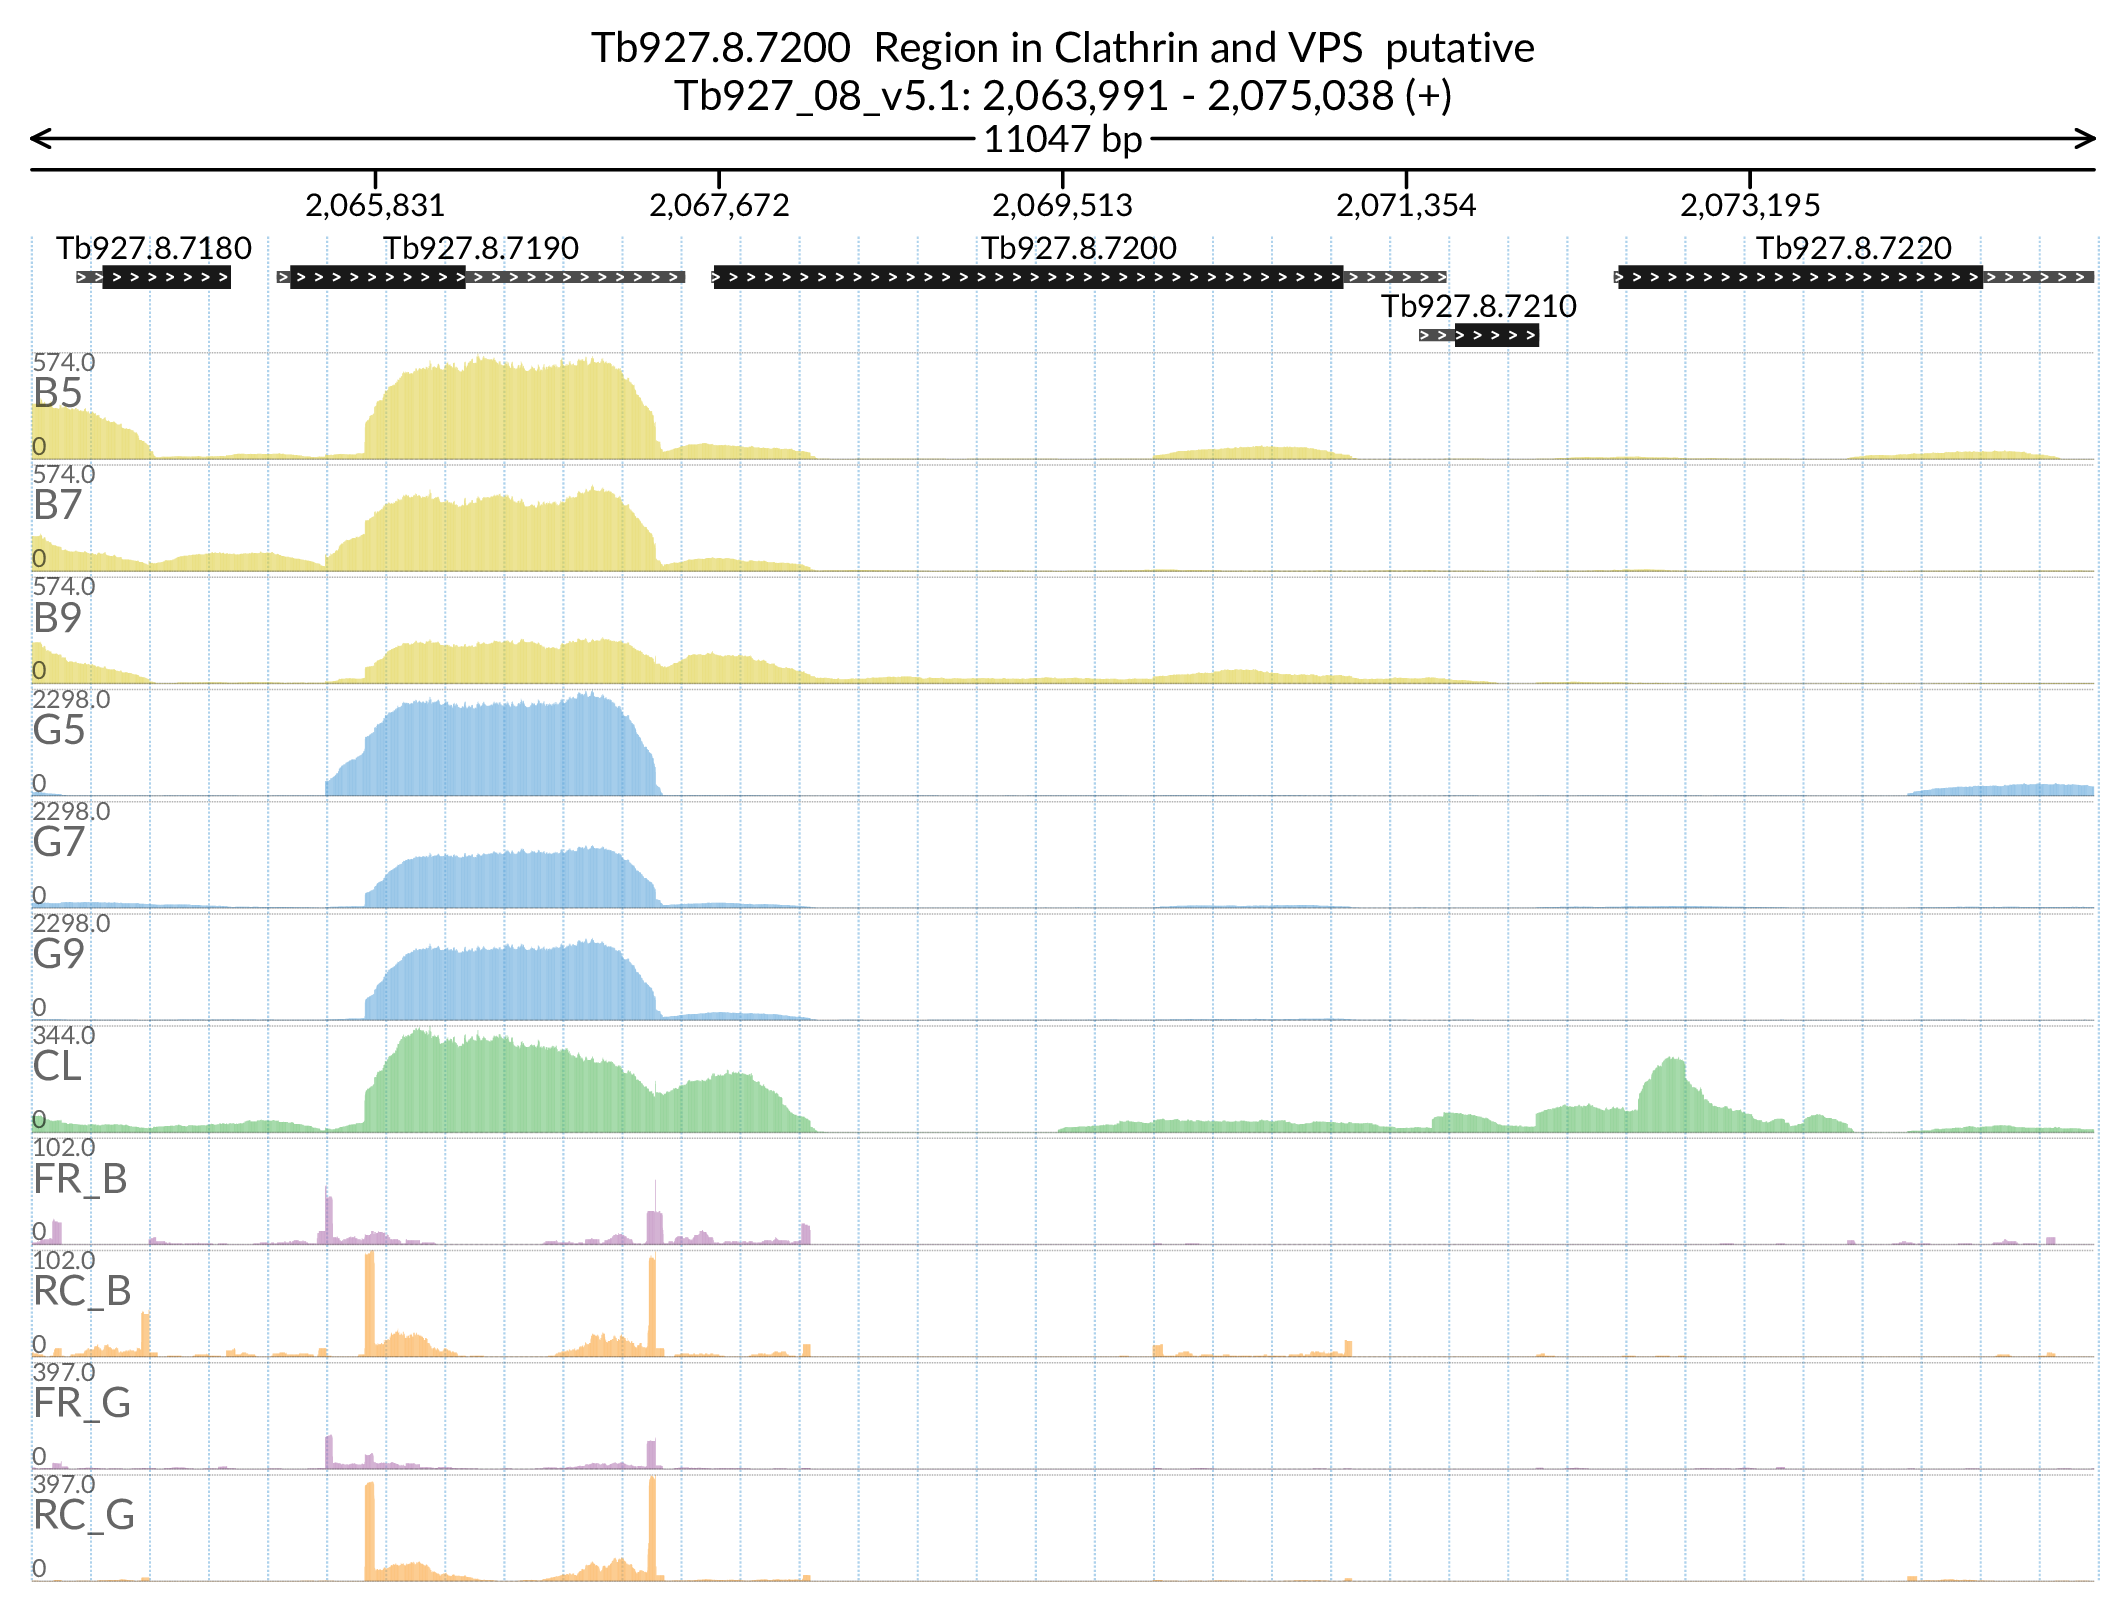 Tb927.8.7200  Region in Clathrin and VPS  putative
Tb927_08_v5.1: 2,063,991 - 2,075,038 (+)
11047 bp
2,065,831 2,067,672 2,069,513 2,071,354 2,073,195
Tb927.8.7180 Tb927.8.7190 Tb927.8.7200 Tb927.8.7220
Tb927.8.7210
574.0
B5
0
574.0
B7
0
574.0
B9
0
2298.0
G5
0
2298.0
G7
0
2298.0
G9
0
344.0
CL
0
102.0
FR_B
0
102.0
RC_B
0
397.0
FR_G
0
397.0
RC_G
0